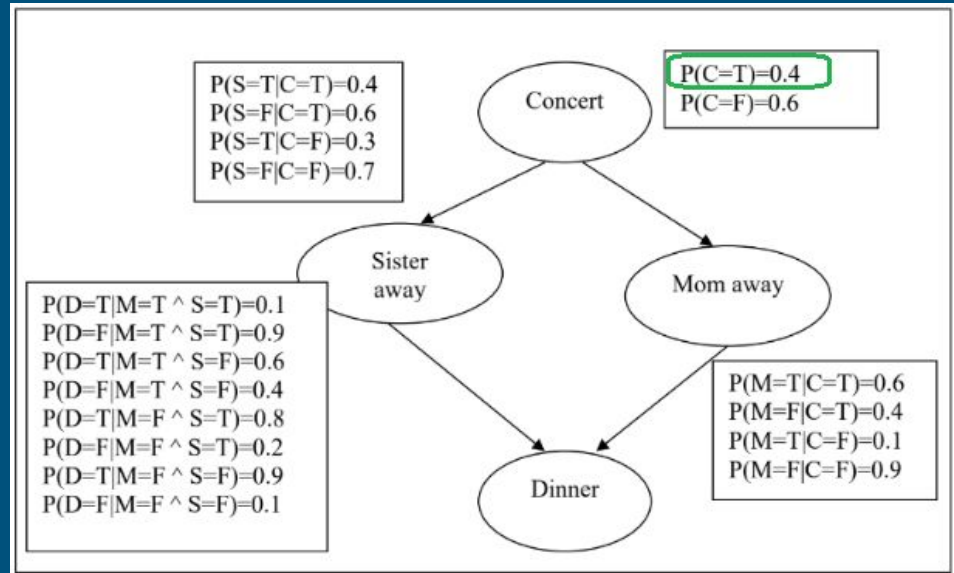 P(S=T|C=T)=0.4
P(S=F|C=T)=0.6
P(S=T|C=F)=0.3
P(S=F|C=F)=0.7
Concert
P(C=T)=0.4
P(C=F)=0.6
Sister
away
Mom away
P(D=T|M=T ^ S=T)=0.1
P(D=F|M=T ^ S=T)=0.9
P(D=T|M=T ^ S=F)=0.6
P(D=F|M=T ^ S=F)=0.4
P(D=T|M=F ^ S=T)=0.8
P(D=F|M=F ^ S=T)=0.2
P(D=T|M=F ^ S=F)=0.9
P(D=F|M=F ^ S=F)=0.1
P(M=T|C=T)=0.6
P(M=F|C=T)=0.4
P(M=T|C=F)=0.1
P(M=F|C=F)=0.9
Dinner